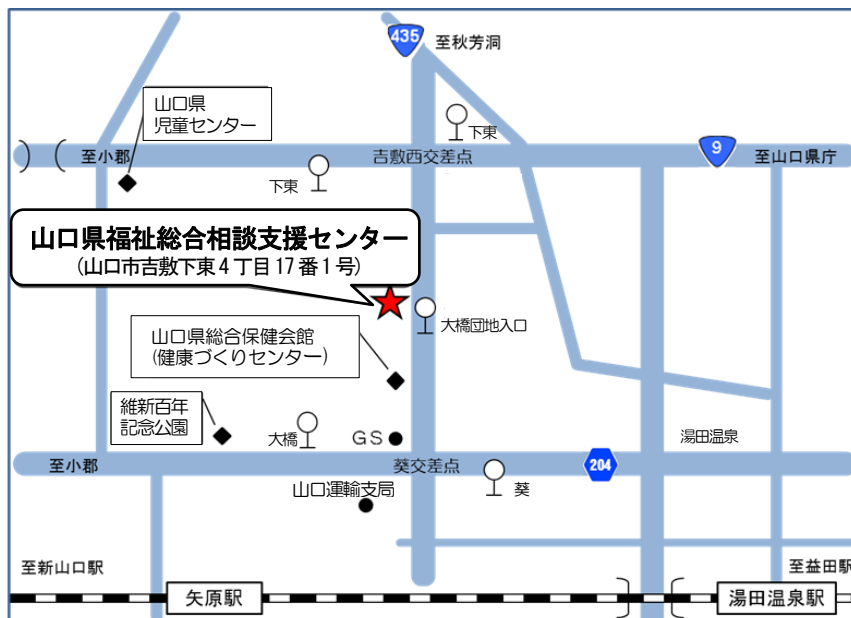 435
至秋芳洞
山口県
児童センター
下東
9
至小郡
吉敷西交差点
至山口県庁
下東
山口県福祉総合相談支援センター
(山口市吉敷下東4丁目17番1号)
大橋団地入口
山口県総合保健会館
(健康づくりセンター)
維新百年
記念公園
大橋
GS
湯田温泉
至小郡
葵交差点
204
山口運輸支局
葵
至新山口駅
至益田駅
矢原駅
湯田温泉駅